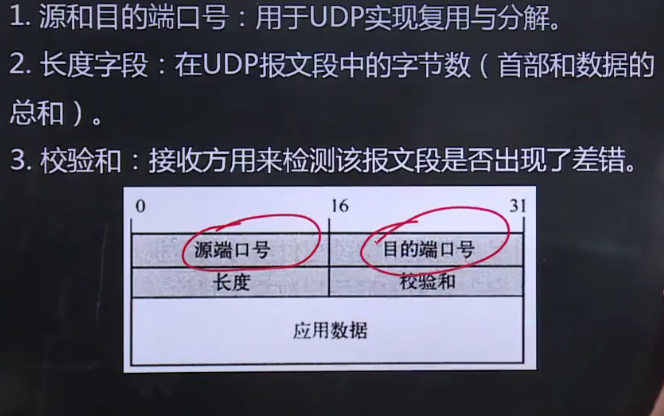 1. 源和目的端口号：用于UDP实现复用与分解。
2. 长度字段：在UDP报文段中的字节数（首部和数据的
总和）。
3. 校验和：接收方用来检测该报文段是否出现了差错。
0 16 31
源端口号 目的端口号
长度 校验和
应用数据